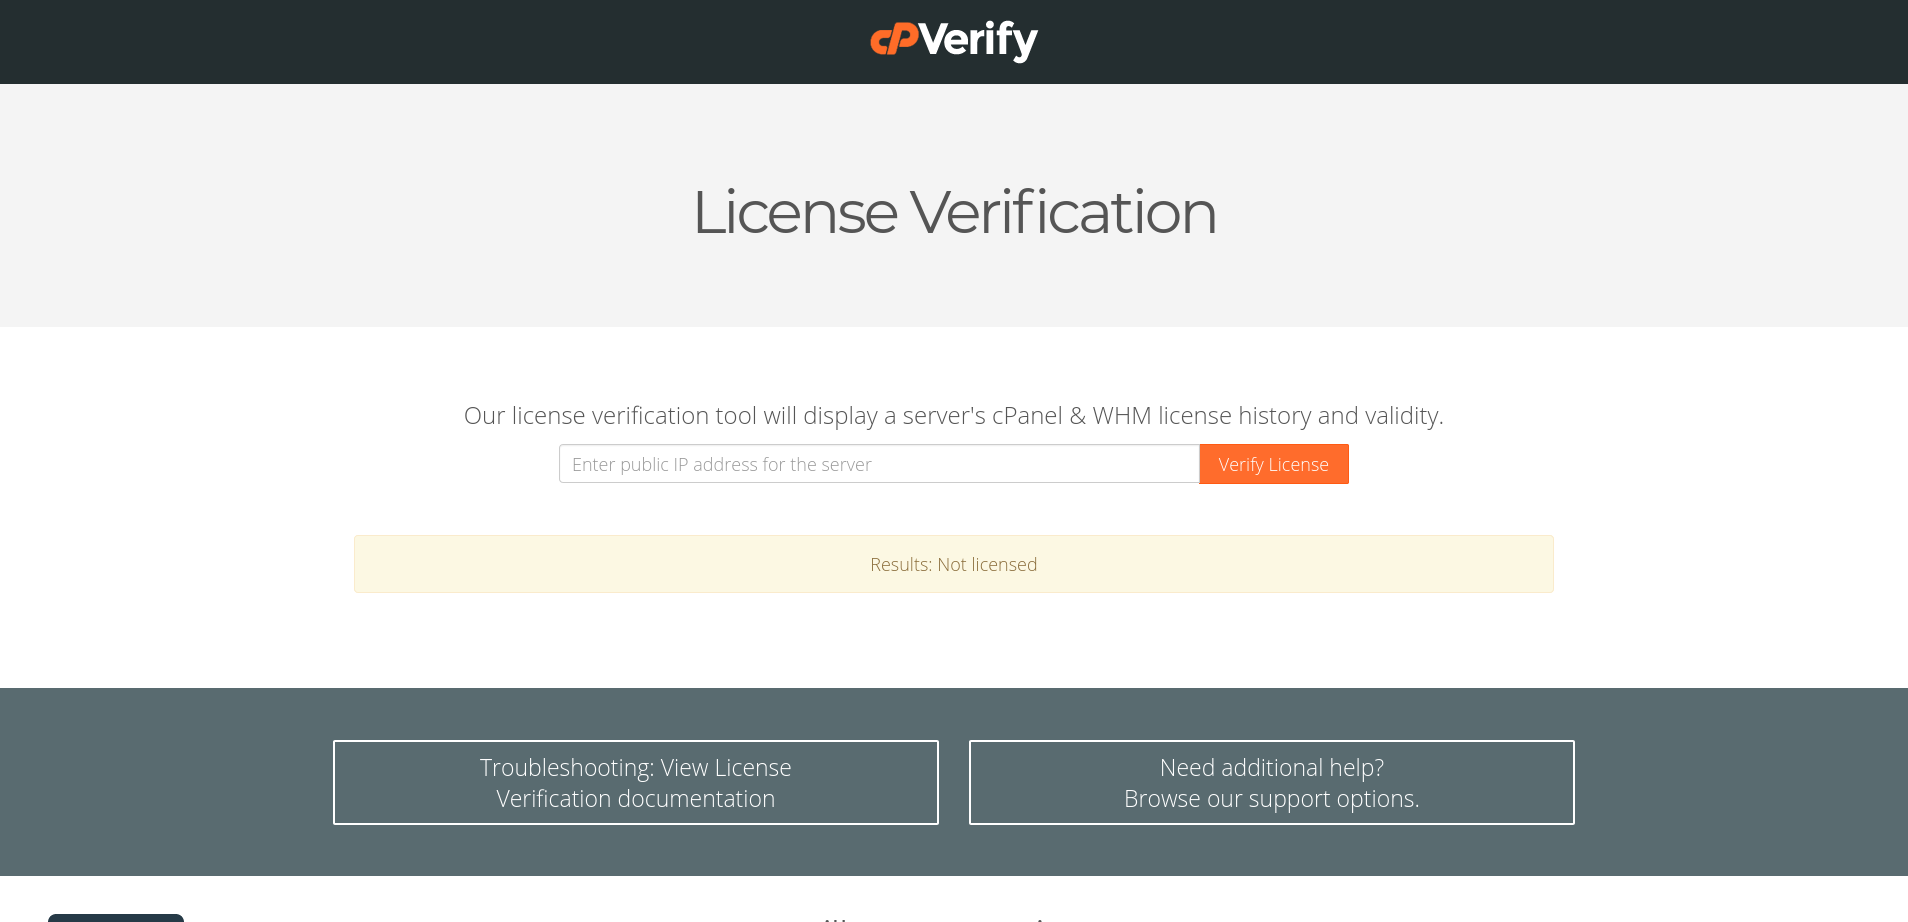 cPVerify
License Verification
Our license verification tool will display a server's cPanel & WHM license history and validity.
Enter public IP address for the server
Verify License
Results: Not licensed
Troubleshooting: View License
Verification documentation
Need additional help?
Browse our support options.